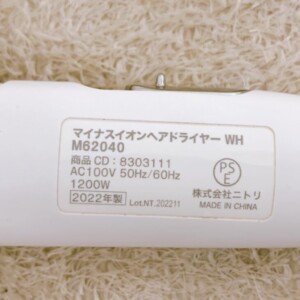 マイナスイオンヘアドライヤー WH
M62040
商品CD：8303111
AC100V 50Hz/60Hz
1200W
2022年製 Lot.NT.202211
PS
E
株式会社ニトリ
MADE IN CHINA